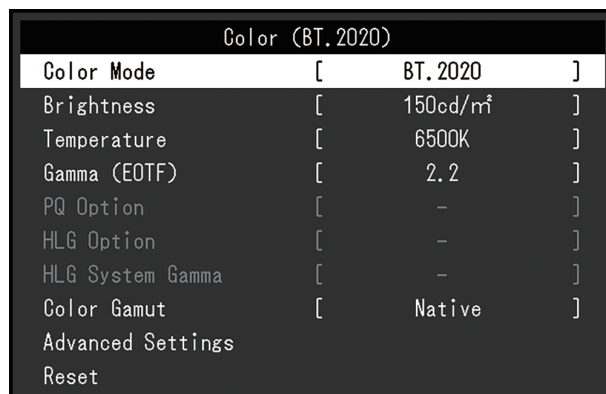 Color (BT.2020)
Color Mode [ BT.2020 ]
Brightness [ 150cd/㎡ ]
Temperature [ 6500K ]
Gamma (EOTF) [ 2.2 ]
PQ Option [ – ]
HLG Option [ – ]
HLG System Gamma [ – ]
Color Gamut [ Native ]
Advanced Settings
Reset